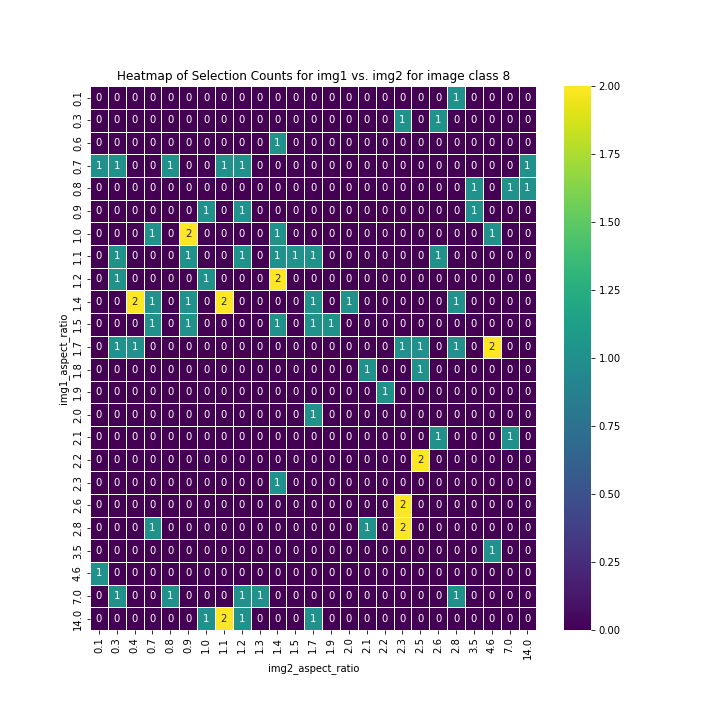 Heatmap of Selection Counts for img1 vs. img2 for image class 8
img1_aspect_ratio
0.1 0 0 0 0 0 0 0 0 0 0 0 0 0 0 0 0 0 0 0 0 1 0 0 0 0
0.3 0 0 0 0 0 0 0 0 0 0 0 0 0 0 0 0 0 1 0 1 0 0 0 0 0
0.6 0 0 0 0 0 0 0 0 0 0 1 0 0 0 0 0 0 0 0 0 0 0 0 0 0
0.7 1 1 0 0 1 0 0 1 1 0 0 0 0 0 0 0 0 0 0 0 0 0 0 0 1
0.8 0 0 0 0 0 0 0 0 0 0 0 0 0 0 0 0 0 0 0 0 0 1 0 1 1
0.9 0 0 0 0 0 0 1 0 1 0 0 0 0 0 0 0 0 0 0 0 0 1 0 0 0
1.0 0 0 0 1 0 2 0 0 0 0 1 0 0 0 0 0 0 0 0 0 0 0 1 0 0
1.1 0 1 0 0 0 1 0 0 1 0 1 1 1 0 0 0 0 0 0 1 0 0 0 0 0
1.2 0 1 0 0 0 0 1 0 0 0 2 0 0 0 0 0 0 0 0 0 0 0 0 0 0
1.4 0 0 2 1 0 1 0 2 0 0 0 0 1 0 1 0 0 0 0 0 1 0 0 0 0
1.5 0 0 0 1 0 1 0 0 0 0 1 0 1 1 0 0 0 0 0 0 0 0 0 0 0
1.7 0 1 1 0 0 0 0 0 0 0 0 0 0 0 0 0 0 1 1 0 1 0 2 0 0
1.8 0 0 0 0 0 0 0 0 0 0 0 0 0 0 0 1 0 0 1 0 0 0 0 0 0
1.9 0 0 0 0 0 0 0 0 0 0 0 0 0 0 0 0 1 0 0 0 0 0 0 0 0
2.0 0 0 0 0 0 0 0 0 0 0 0 0 1 0 0 0 0 0 0 0 0 0 0 0 0
2.1 0 0 0 0 0 0 0 0 0 0 0 0 0 0 0 0 0 0 0 1 0 0 0 1 0
2.2 0 0 0 0 0 0 0 0 0 0 0 0 0 0 0 0 0 0 2 0 0 0 0 0 0
2.3 0 0 0 0 0 0 0 0 0 0 1 0 0 0 0 0 0 0 0 0 0 0 0 0 0
2.6 0 0 0 0 0 0 0 0 0 0 0 0 0 0 0 0 0 2 0 0 0 0 0 0 0
2.8 0 0 0 1 0 0 0 0 0 0 0 0 0 0 0 1 0 2 0 0 0 0 0 0 0
3.5 0 0 0 0 0 0 0 0 0 0 0 0 0 0 0 0 0 0 0 0 0 0 1 0 0
4.6 1 0 0 0 0 0 0 0 0 0 0 0 0 0 0 0 0 0 0 0 0 0 0 0 0
7.0 0 1 0 0 1 0 0 0 1 1 0 0 0 0 0 0 0 0 0 0 1 0 0 0 0
14.0 0 0 0 0 0 0 1 2 1 0 0 0 1 0 0 0 0 0 0 0 0 0 0 0 0
0.1 0.3 0.4 0.7 0.8 0.9 1.0 1.1 1.2 1.3 1.4 1.5 1.7 1.9 2.0 2.1 2.2 2.3 2.5 2.6 2.8 3.5 4.6 7.0 14.0
img2_aspect_ratio
2.00
1.75
1.50
1.25
1.00
0.75
0.50
0.25
0.00